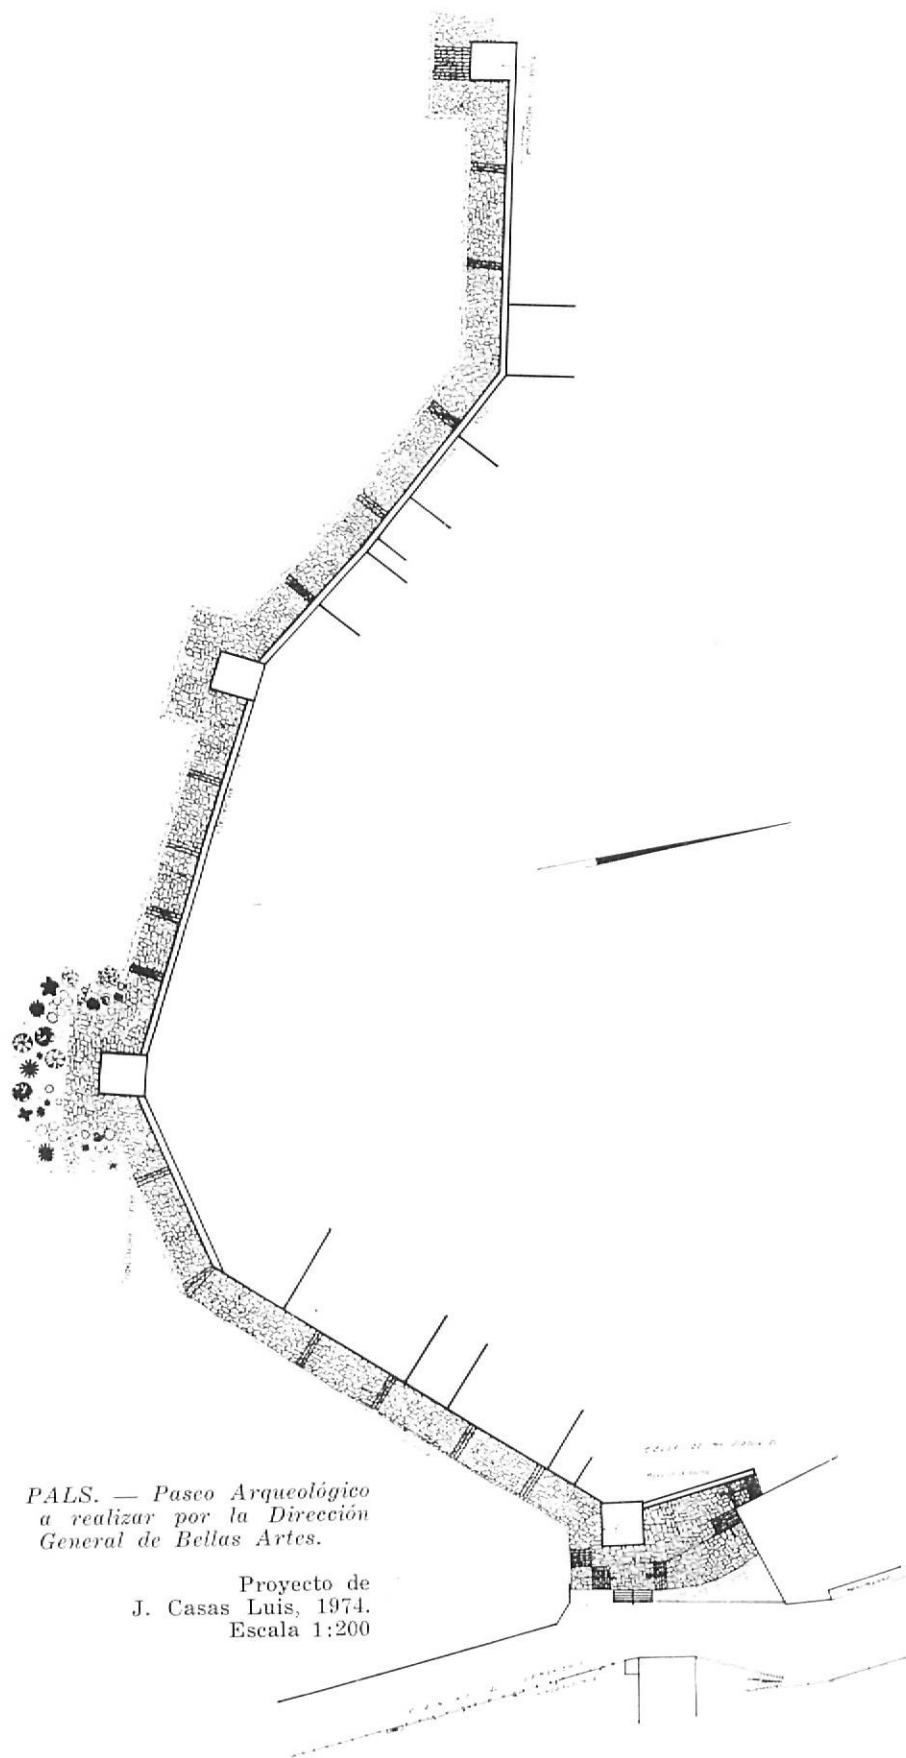 PALS. — Paseo Arqueológico
a realizar por la Dirección
General de Bellas Artes.
Proyecto de
J. Casas Luis, 1974.
Escala 1:200